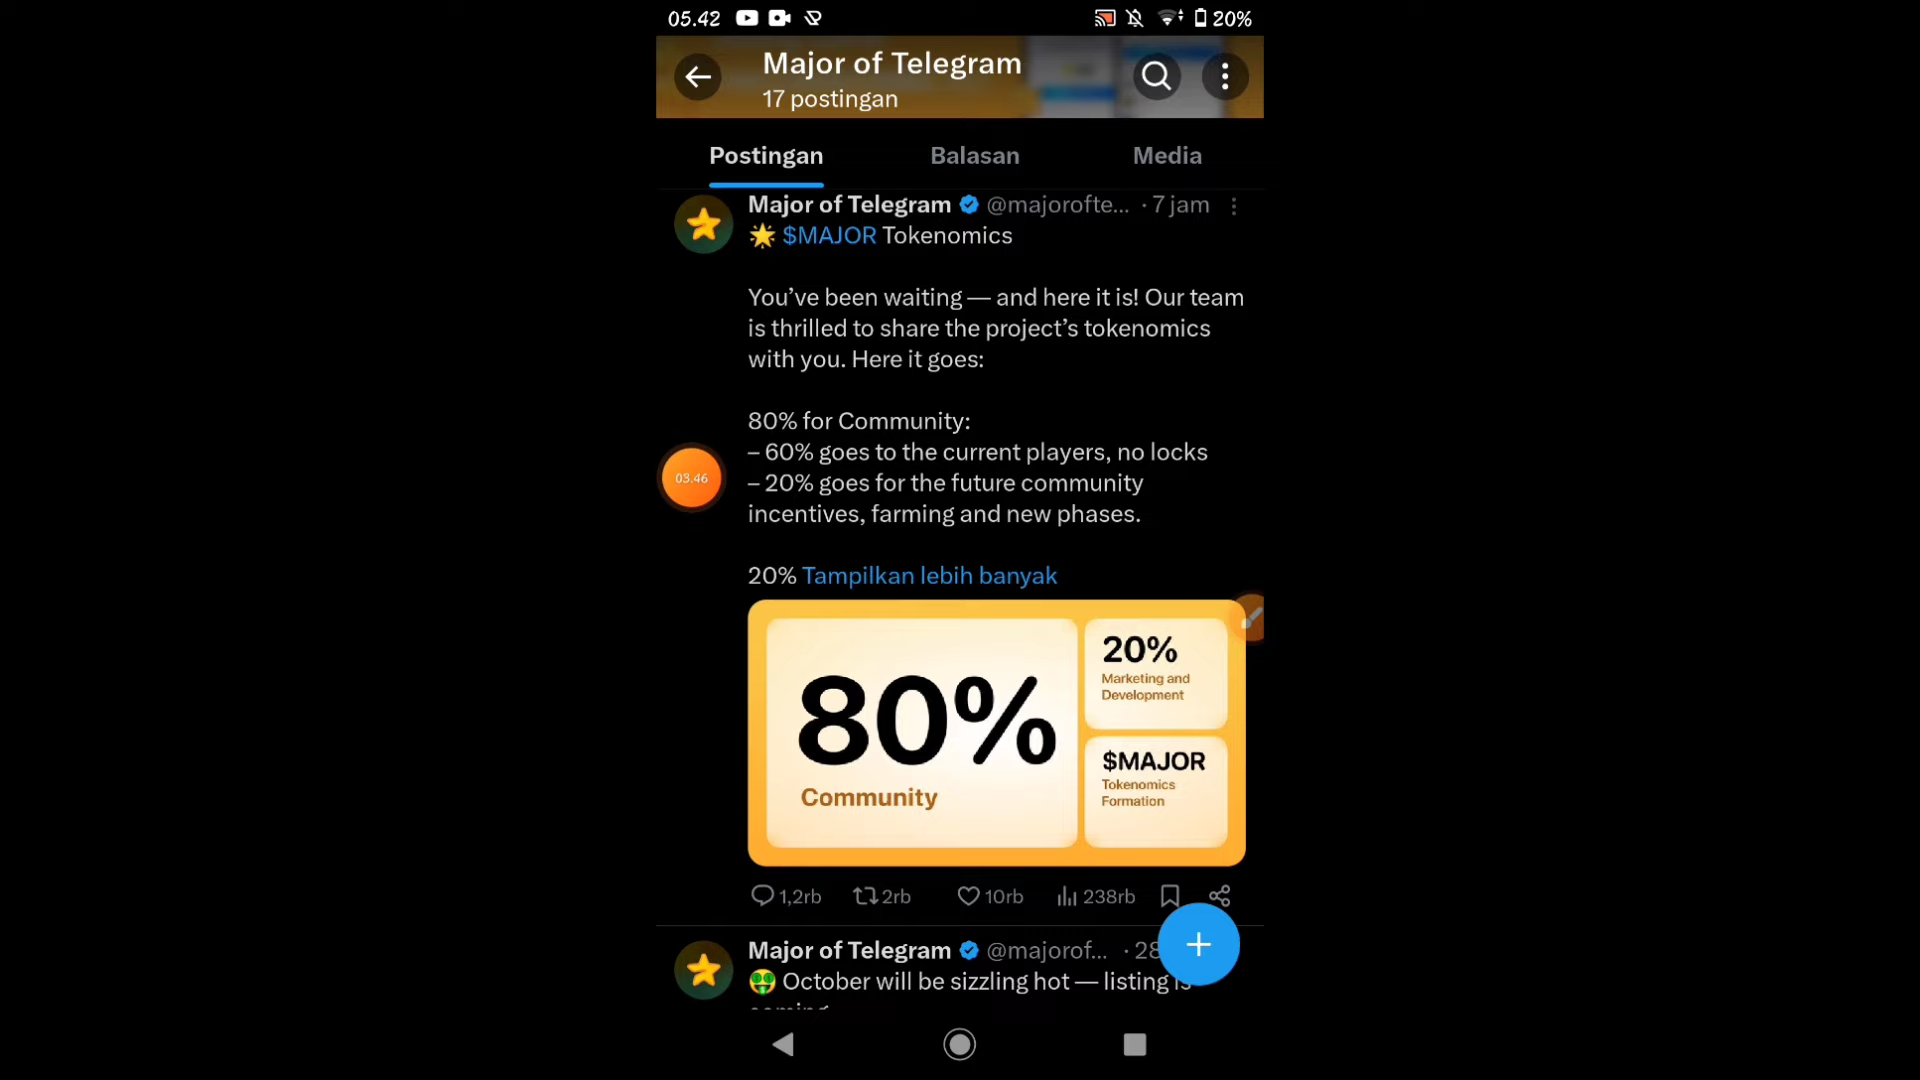 05.42
20%
Major of Telegram
17 postingan
Postingan Balasan Media
Major of Telegram @majorofte... · 7 jam
$MAJOR Tokenomics
You’ve been waiting — and here it is! Our team
is thrilled to share the project’s tokenomics
with you. Here it goes:
80% for Community:
– 60% goes to the current players, no locks
– 20% goes for the future community
incentives, farming and new phases.
03.46
20% Tampilkan lebih banyak
80%
Community
20%
Marketing and
Development
$MAJOR
Tokenomics
Formation
1,2rb 2rb 10rb 238rb
Major of Telegram @majorof... · 28
October will be sizzling hot — listing is